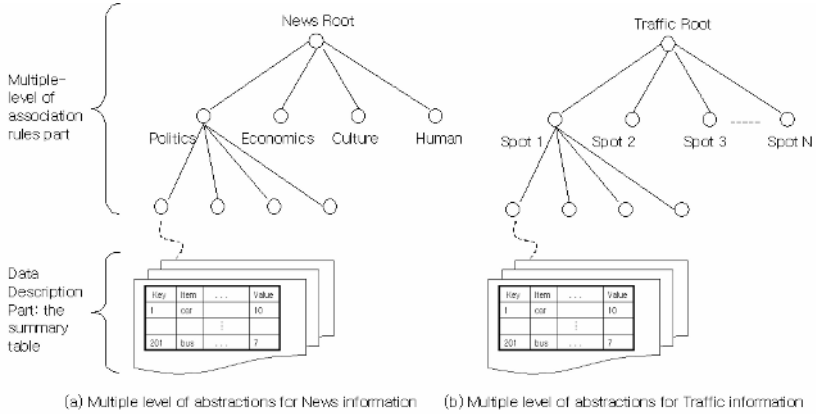 News Root
Traffic Root
Multiple-
level of
association
rules part
Politics
Economics
Culture
Human
Spot 1
Spot 2
Spot 3
Spot N
Data
Description
Part: the
summary
table
Key Item ... Value
1 car 10
⋮
201 bus ... 7
Key Item ... Value
1 car 10
⋮
201 bus ... 7
(a) Multiple level of abstractions for News information
(b) Multiple level of abstractions for Traffic information